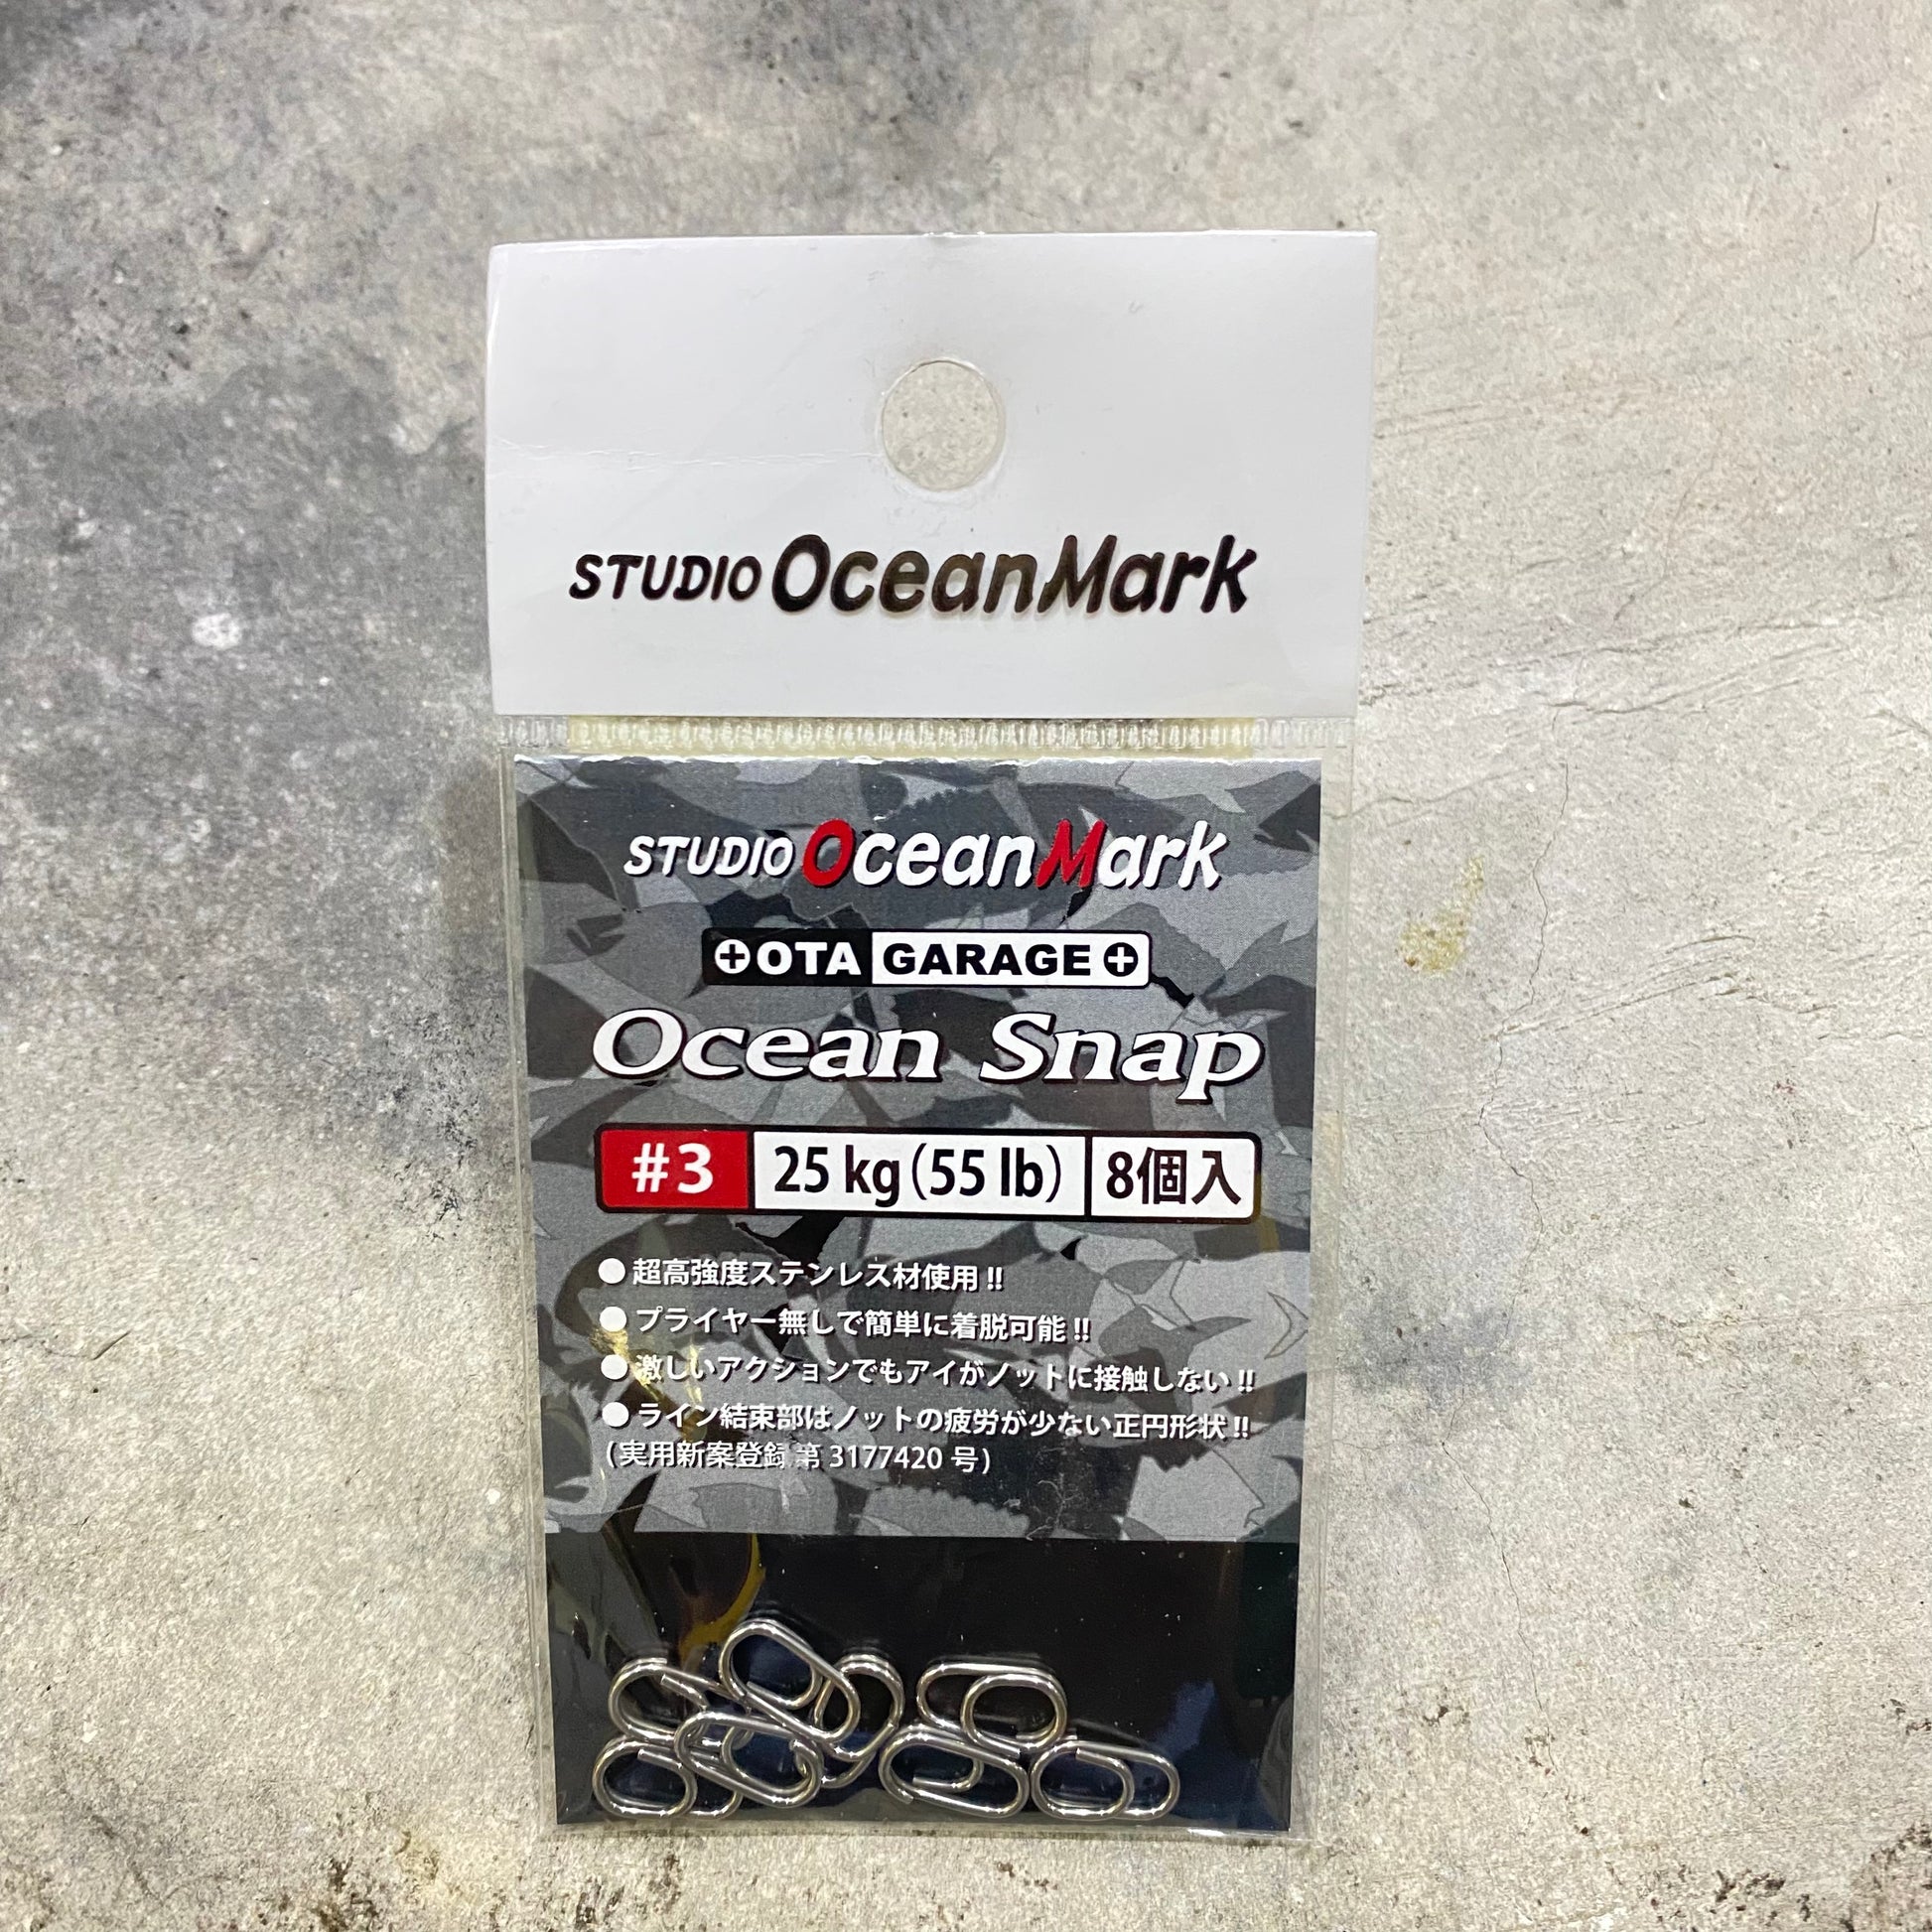 STUDIO OceanMark
STUDIO OceanMark
OTA GARAGE
Ocean Snap
#3 25 kg(55 lb) 8個入
●超高強度ステンレス材使用!!
●プライヤー無しで簡単に着脱可能!!
●激しいアクションでもアイがノットに接触しない!!
●ライン結束部はノットの疲労が少ない正円形状!!
(実用新案登録 第 3177420 号)